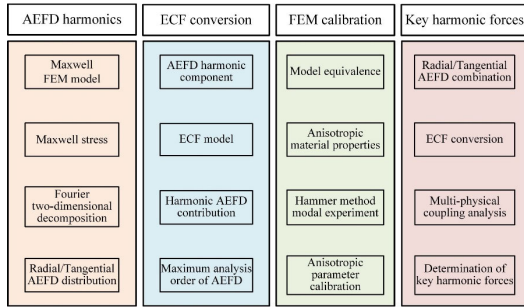 AEFD harmonics
Maxwell
FEM model
Maxwell stress
Fourier
two-dimensional
decomposition
Radial/Tangential
AEFD distribution
ECF conversion
AEFD harmonic
component
ECF model
Harmonic AEFD
contribution
Maximum analysis
order of AEFD
FEM calibration
Model equivalence
Anisotropic
material properties
Hammer method
modal experiment
Anisotropic
parameter
calibration
Key harmonic forces
Radial/Tangential
AEFD combination
ECF conversion
Multi-physical
coupling analysis
Determination of
key harmonic forces